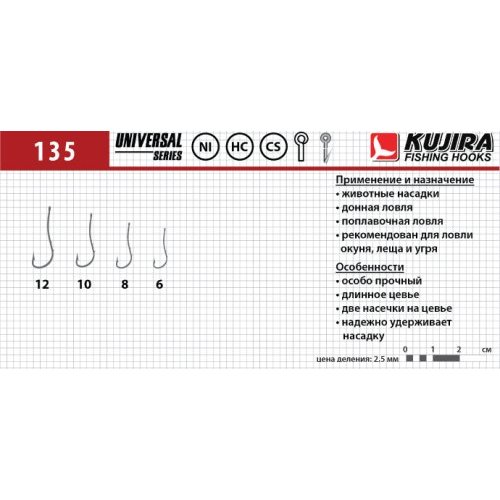 135
UNIVERSAL
SERIES
NI
HC
CS
KUJIRA
FISHING HOOKS
Применение и назначение
• животные насадки
• донная ловля
• поплавочная ловля
• рекомендован для ловли
окуня, леща и угря
12 10 8 6
Особенности
• особо прочный
• длинное цевье
• две насечки на цевье
• надежно удерживает
насадку
0 1 2 см
цена деления: 2,5 мм